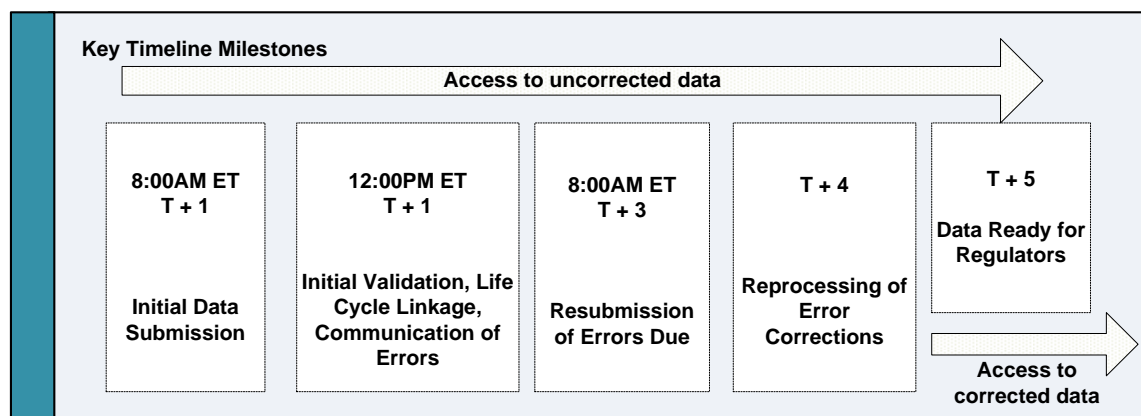 Key Timeline Milestones
Access to uncorrected data
8:00AM ET
T + 1
Initial Data
Submission
12:00PM ET
T + 1
Initial Validation, Life
Cycle Linkage,
Communication of
Errors
8:00AM ET
T + 3
Resubmission
of Errors Due
T + 4
Reprocessing of
Error
Corrections
T + 5
Data Ready for
Regulators
Access to
corrected data